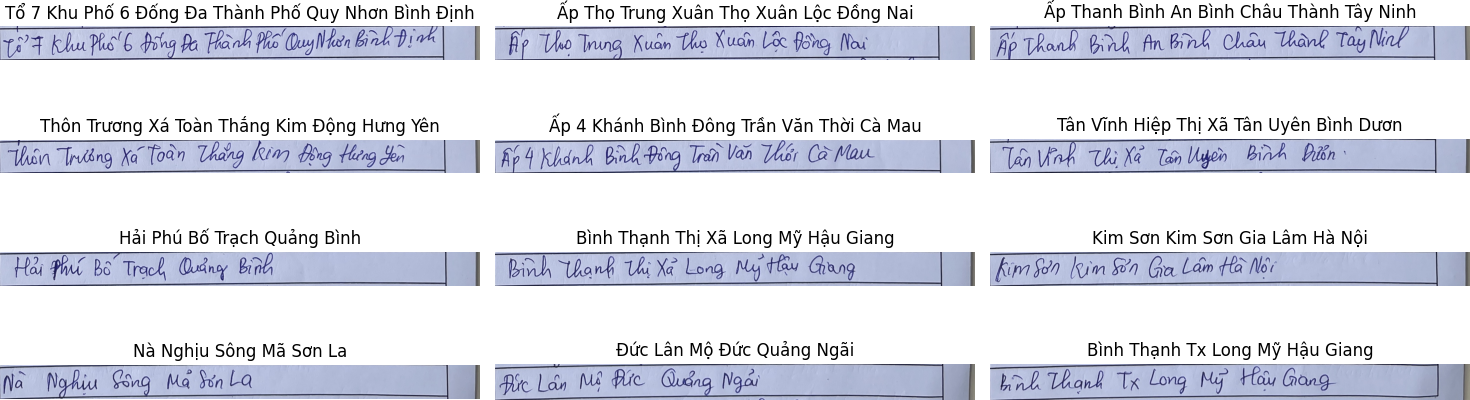 Tổ 7 Khu Phố 6 Đống Đa Thành Phố Quy Nhơn Bình Định
Ấp Thọ Trung Xuân Thọ Xuân Lộc Đồng Nai
Ấp Thanh Bình An Bình Châu Thành Tây Ninh
Tổ 7 Khu Phố 6 Đống Đa Thành Phố Quy Nhơn Bình Định
Ấp Thọ Trung Xuân Thọ Xuân Lộc Đồng Nai
Ấp Thanh Bình An Bình Châu Thành Tây Ninh
Thôn Trương Xá Toàn Thắng Kim Động Hưng Yên
Ấp 4 Khánh Bình Đông Trần Văn Thời Cà Mau
Tân Vĩnh Hiệp Thị Xã Tân Uyên Bình Dươn
Thôn Trương Xá Toàn Thắng Kim Động Hưng Yên
Ấp 4 Khánh Bình Đông Trần Văn Thời Cà Mau
Tân Vĩnh Thị Xã Tân Uyên Bình Dươn.
Hải Phú Bố Trạch Quảng Bình
Bình Thạnh Thị Xã Long Mỹ Hậu Giang
Kim Sơn Kim Sơn Gia Lâm Hà Nội
Hải Phú Bố Trạch Quảng Bình
Bình Thạnh Thị Xã Long Mỹ Hậu Giang
Kim Sơn Kim Sơn Gia Lâm Hà Nội
Nà Nghịu Sông Mã Sơn La
Đức Lân Mộ Đức Quảng Ngãi
Bình Thạnh Tx Long Mỹ Hậu Giang
Nà Nghịu Sông Mã Sơn La
Đức Lân Mộ Đức Quảng Ngãi
Bình Thạnh Tx Long Mỹ Hậu Giang